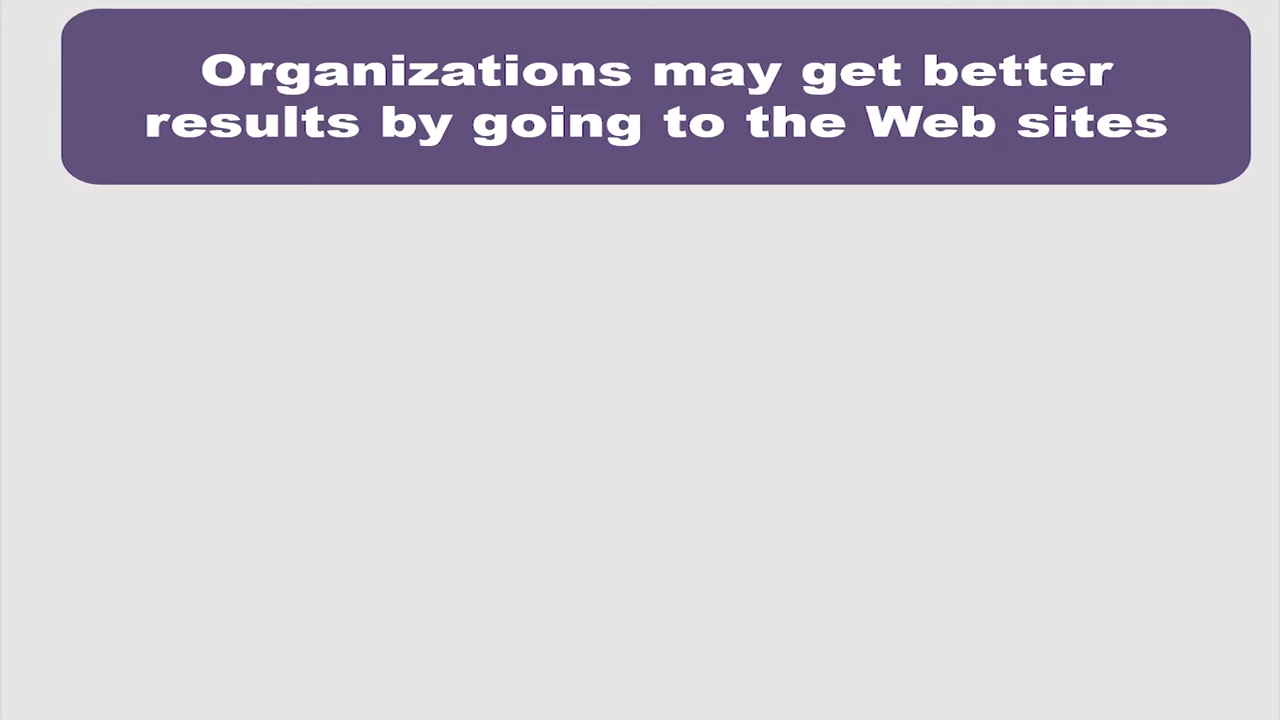 Organizations may get better
results by going to the Web sites